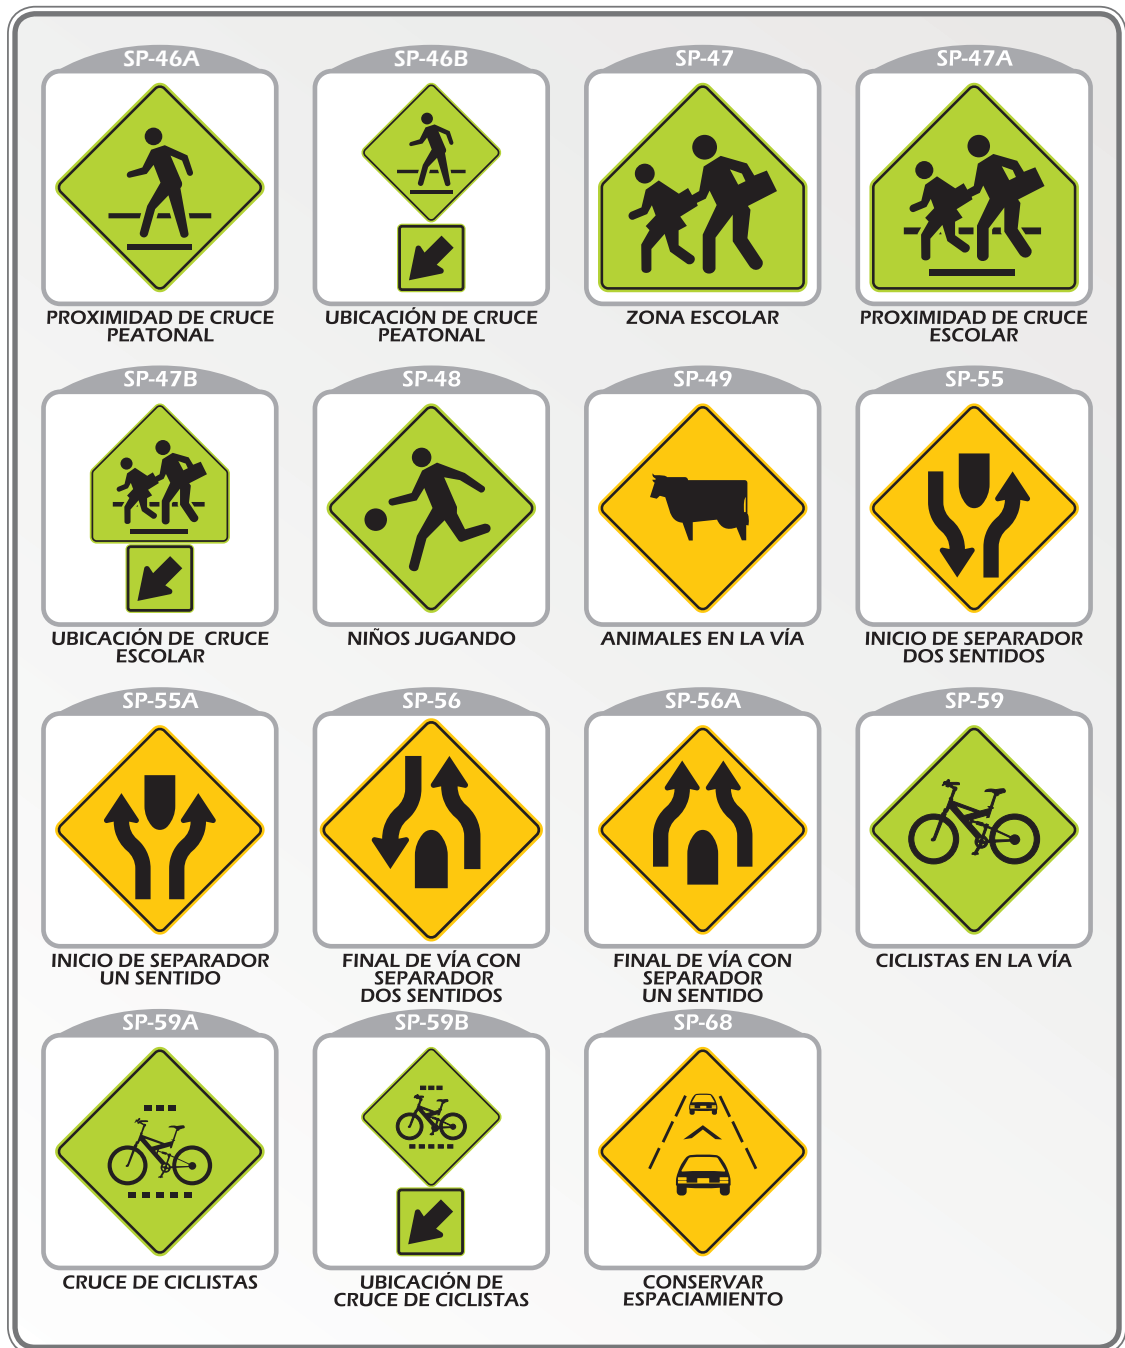 SP-46A
SP-46B
SP-47
SP-47A
PROXIMIDAD DE CRUCE
PEATONAL
UBICACIÓN DE CRUCE
PEATONAL
ZONA ESCOLAR
PROXIMIDAD DE CRUCE
ESCOLAR
SP-47B
SP-48
SP-49
SP-55
UBICACIÓN DE CRUCE
ESCOLAR
NIÑOS JUGANDO
ANIMALES EN LA VÍA
INICIO DE SEPARADOR
DOS SENTIDOS
SP-55A
SP-56
SP-56A
SP-59
INICIO DE SEPARADOR
UN SENTIDO
FINAL DE VÍA CON
SEPARADOR
DOS SENTIDOS
FINAL DE VÍA CON
SEPARADOR
UN SENTIDO
CICLISTAS EN LA VÍA
SP-59A
SP-59B
SP-68
CRUCE DE CICLISTAS
UBICACIÓN DE
CRUCE DE CICLISTAS
CONSERVAR
ESPACIAMIENTO